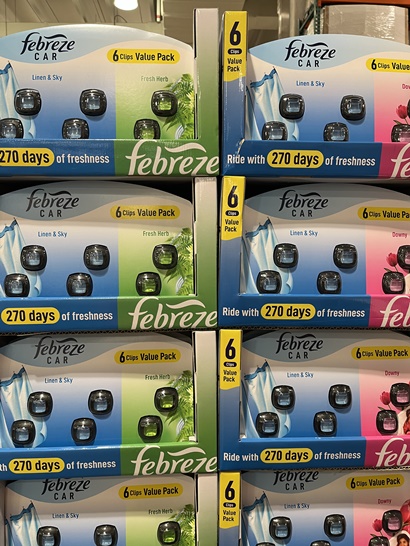 febreze
CAR
6 Clips Value Pack
Linen & Sky
Fresh Herb
270 days of freshness
febreze
6
Clips
Value
Pack
febreze
CAR
6 Clips Value
Linen & Sky
Ride with 270 days of freshness
febreze
CAR
6 Clips Value Pack
Linen & Sky
Fresh Herb
270 days of freshness
febreze
6
Clips
Value
Pack
febreze
CAR
6 Clips Value
Linen & Sky
Downy
Ride with 270 days of freshness
febreze
CAR
6 Clips Value Pack
Linen & Sky
Fresh Herb
270 days of freshness
febreze
6
Clips
Value
Pack
febreze
CAR
6 Clips Value
Linen & Sky
Downy
Ride with 270 days of freshness
febreze
CAR
6 Clips Value Pack
Linen & Sky
Fresh Herb
6
Clips
Value
Pack
febreze
CAR
6 Clips Value
Linen & Sky
Downy